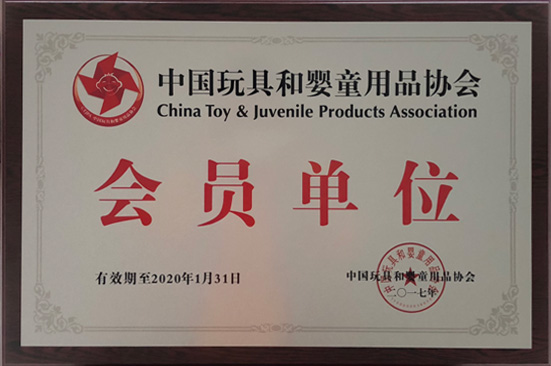 中国玩具和婴童用品协会
China Toy & Juvenile Products Association
会员单位
有效期至2020年1月31日
中国玩具和婴童用品协会
二〇一七年